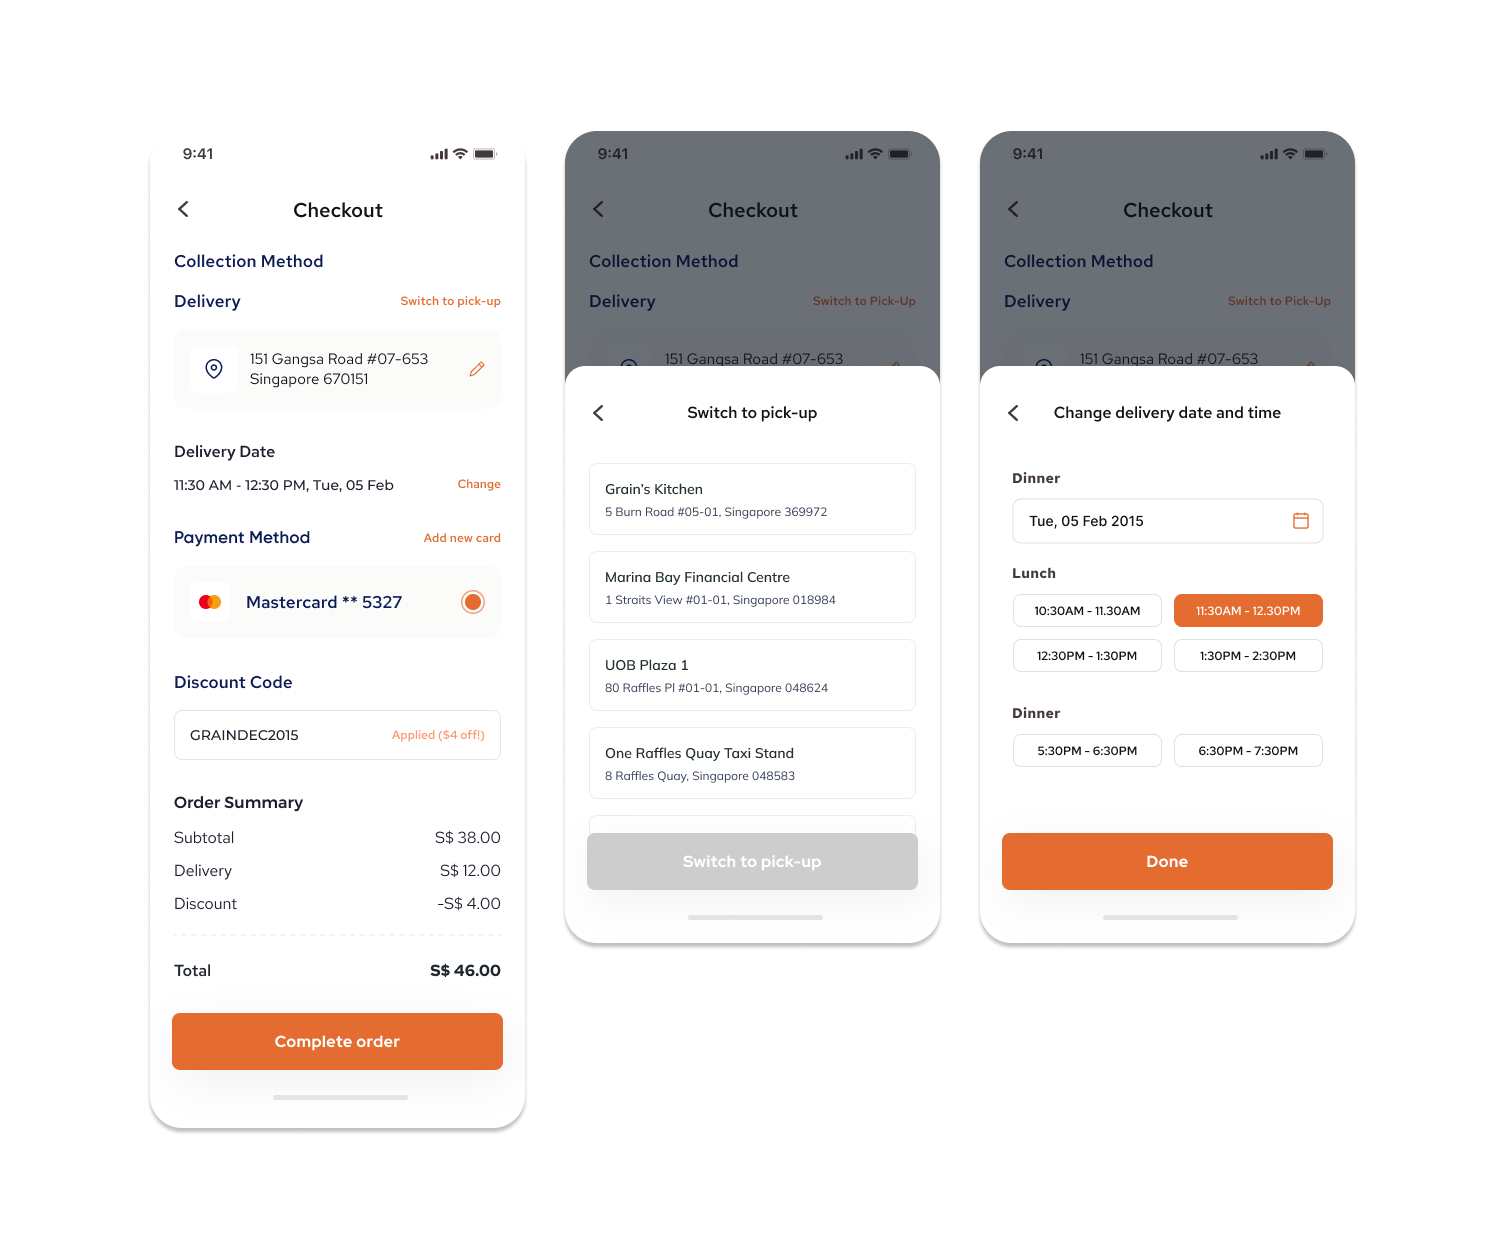 9:41
Checkout
Collection Method
Delivery Switch to pick-up
151 Gangsa Road #07-653
Singapore 670151
Delivery Date
11:30 AM - 12:30 PM, Tue, 05 Feb Change
Payment Method Add new card
Mastercard ** 5327
Discount Code
GRAINDEC2015 Applied ($4 off!)
Order Summary
Subtotal S$ 38.00
Delivery S$ 12.00
Discount -S$ 4.00
Total S$ 46.00
Complete order
9:41
Checkout
Collection Method
Delivery Switch to Pick-Up
151 Gangsa Road #07-653
Switch to pick-up
Grain's Kitchen
5 Burn Road #05-01, Singapore 369972
Marina Bay Financial Centre
1 Straits View #01-01, Singapore 018984
UOB Plaza 1
80 Raffles Pl #01-01, Singapore 048624
One Raffles Quay Taxi Stand
8 Raffles Quay, Singapore 048583
Switch to pick-up
9:41
Checkout
Collection Method
Delivery Switch to Pick-Up
151 Gangsa Road #07-653
Change delivery date and time
Dinner
Tue, 05 Feb 2015
Lunch
10:30AM - 11.30AM 11:30AM - 12.30PM
12:30PM - 1:30PM 1:30PM - 2:30PM
Dinner
5:30PM - 6:30PM 6:30PM - 7:30PM
Done